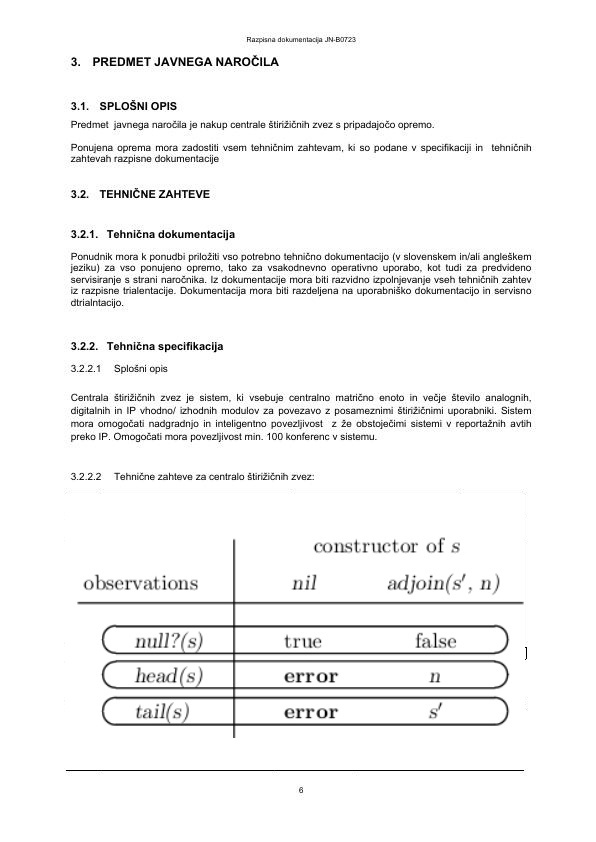 Razpisna dokumentacija JN-B0723
3. PREDMET JAVNEGA NAROČILA
3.1. SPLOŠNI OPIS
Predmet javnega naročila je nakup centrale štirižičnih zvez s pripadajočo opremo.
Ponujena oprema mora zadostiti vsem tehničnim zahtevam, ki so podane v specifikaciji in tehničnih
zahtevah razpisne dokumentacije
3.2. TEHNIČNE ZAHTEVE
3.2.1. Tehnična dokumentacija
Ponudnik mora k ponudbi priložiti vso potrebno tehnično dokumentacijo (v slovenskem in/ali angleškem
jeziku) za vso ponujeno opremo, tako za vsakodnevno operativno uporabo, kot tudi za predvideno
servisiranje s strani naročnika. Iz dokumentacije mora biti razvidno izpolnjevanje vseh tehničnih zahtev
iz razpisne trialentacije. Dokumentacija mora biti razdeljena na uporabniško dokumentacijo in servisno
dtrialntacijo.
3.2.2. Tehnična specifikacija
3.2.2.1 Splošni opis
Centrala štirižičnih zvez je sistem, ki vsebuje centralno matrično enoto in večje število analognih,
digitalnih in IP vhodno/ izhodnih modulov za povezavo z posameznimi štirižičnimi uporabniki. Sistem
mora omogočati nadgradnjo in inteligentno povezljivost z že obstoječimi sistemi v reportažnih avtih
preko IP. Omogočati mora povezljivost min. 100 konferenc v sistemu.
3.2.2.2 Tehnične zahteve za centralo štirižičnih zvez:
constructor of s
observations nil adjoin(s′, n)
null?(s) true false
head(s) error n
tail(s) error s′
6